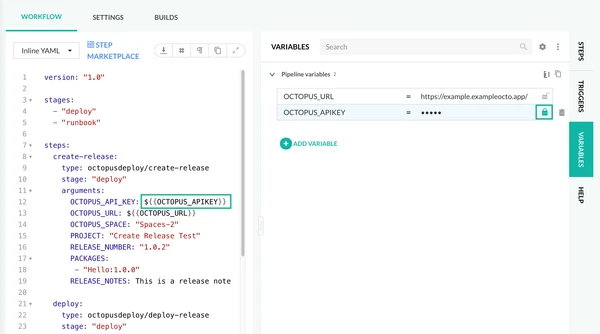 WORKFLOW SETTINGS BUILDS
Inline YAML
STEP
MARKETPLACE
1 version: "1.0"
2
3 stages:
4 - "deploy"
5 - "runbook"
6
7 steps:
8 create-release:
9 type: octopusdeploy/create-release
10 stage: "deploy"
11 arguments:
12 OCTOPUS_API_KEY: ${{OCTOPUS_APIKEY}}
13 OCTOPUS_URL: ${{OCTOPUS_URL}}
14 OCTOPUS_SPACE: "Spaces-2"
15 PROJECT: "Create Release Test"
16 RELEASE_NUMBER: "1.0.2"
17 PACKAGES:
18 - "Hello:1.0.0"
19 RELEASE_NOTES: This is a release note
20
21 deploy:
22 type: octopusdeploy/deploy-release
23 stage: "deploy"
VARIABLES
Search
Pipeline variables 2
OCTOPUS_URL = https://example.exampleocto.app/
OCTOPUS_APIKEY = •••••
ADD VARIABLE
STEPS
TRIGGERS
VARIABLES
HELP